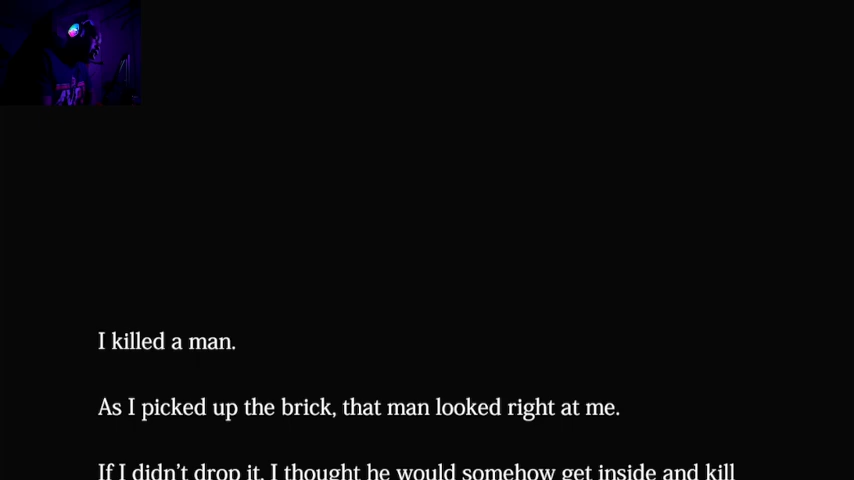 I killed a man.
As I picked up the brick, that man looked right at me.
If I didn't drop it, I thought he would somehow get inside and kill